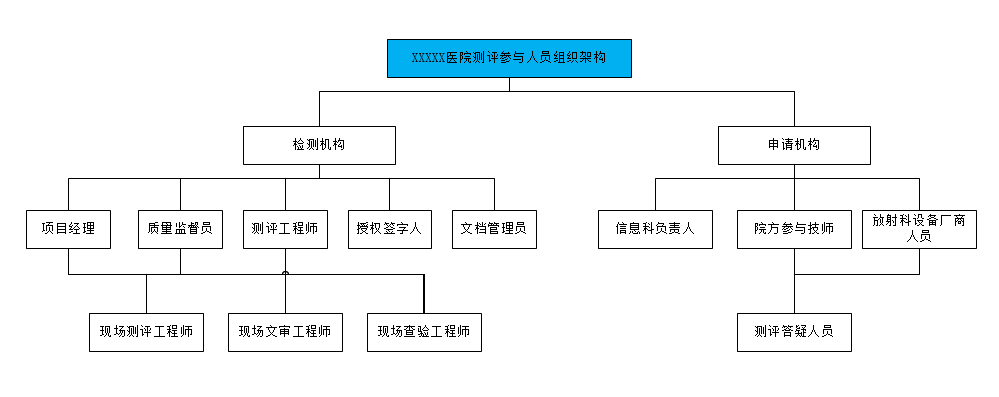 XXXXX医院测评参与人员组织架构
检测机构
申请机构
项目经理
质量监督员
测评工程师
授权签字人
文档管理员
信息科负责人
院方参与技师
放射科设备厂商
人员
现场测评工程师
现场文审工程师
现场查验工程师
测评答疑人员